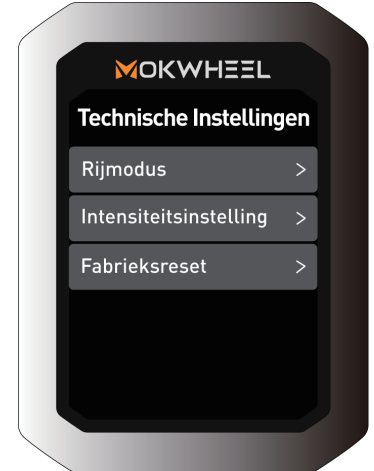 MOKWHEEL
Technische Instellingen
Rijmodus >
Intensiteitsinstelling >
Fabrieksreset >